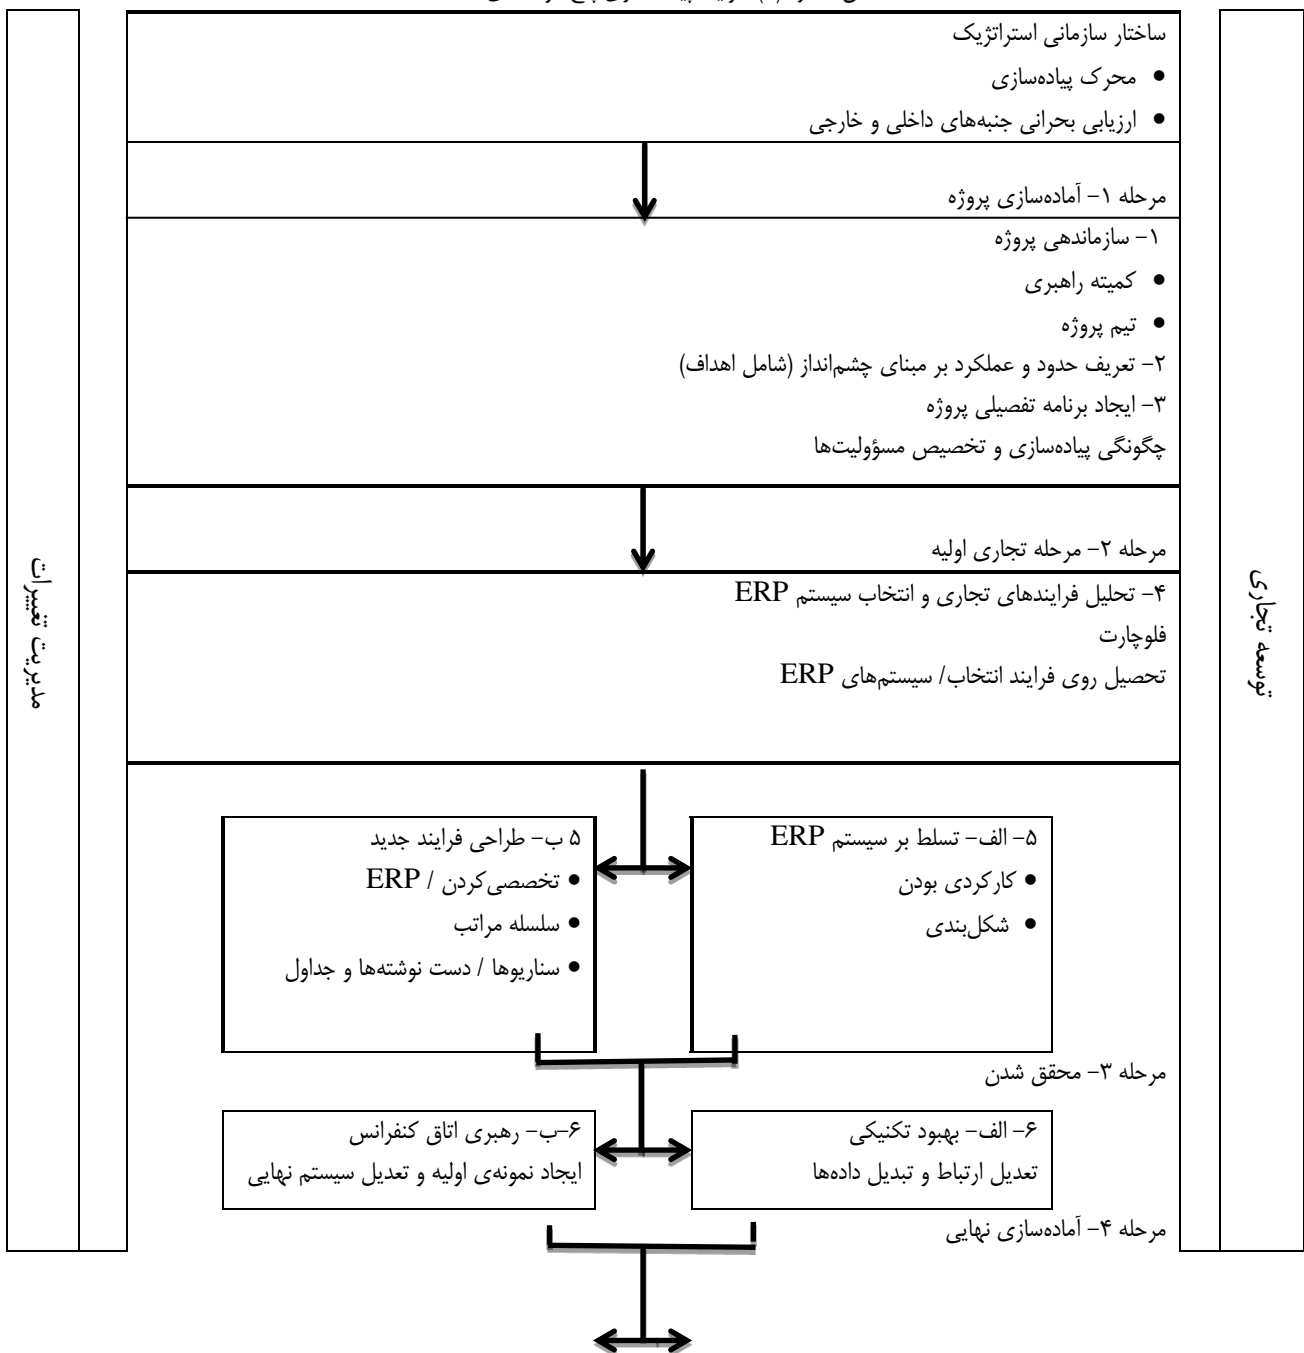 ساختار سازمانی استراتژیک
• محرک پیاده‌سازی
• ارزیابی بحرانی جنبه‌های داخلی و خارجی
مرحله ۱- آماده‌سازی پروژه
۱- سازماندهی پروژه
• کمیته راهبری
• تیم پروژه
۲- تعریف حدود و عملکرد بر مبنای چشم‌انداز (شامل اهداف)
۳- ایجاد برنامه تفصیلی پروژه
چگونگی پیاده‌سازی و تخصیص مسؤولیت‌ها
مرحله ۲- مرحله تجاری اولیه
۴- تحلیل فرایندهای تجاری و انتخاب سیستم ERP
فلوچارت
تحصیل روی فرایند انتخاب/ سیستم‌های ERP
توسعه تجاری
مدیریت تغییرات
۵- الف- تسلط بر سیستم ERP
• کارکردی بودن
• شکل‌بندی
۵ ب- طراحی فرایند جدید
• تخصصی‌کردن / ERP
• سلسله مراتب
• سناریوها / دست نوشته‌ها و جداول
مرحله ۳- محقق شدن
۶- الف- بهبود تکنیکی
تعدیل ارتباط و تبدیل داده‌ها
۶-ب- رهبری اتاق کنفرانس
ایجاد نمونه‌ی اولیه و تعدیل سیستم نهایی
مرحله ۴- آماده‌سازی نهایی